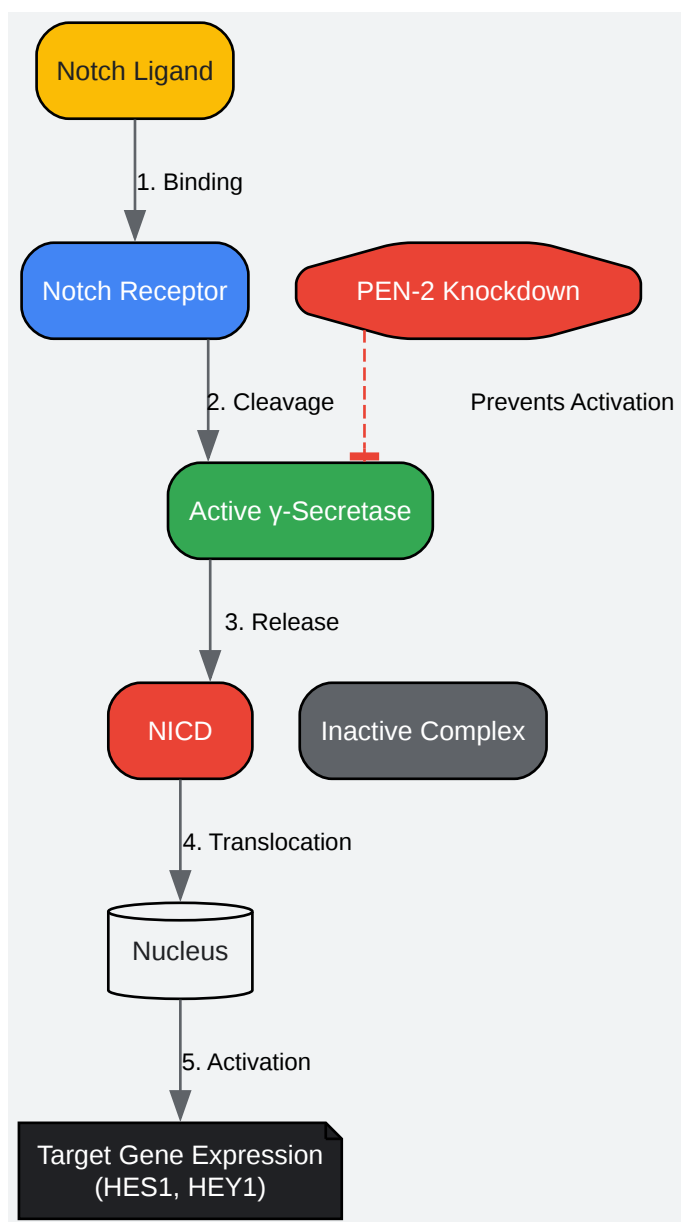 Notch Ligand
1. Binding
Notch Receptor
PEN-2 Knockdown
2. Cleavage
Prevents Activation
Active γ-Secretase
3. Release
NICD
Inactive Complex
4. Translocation
Nucleus
5. Activation
Target Gene Expression
(HES1, HEY1)